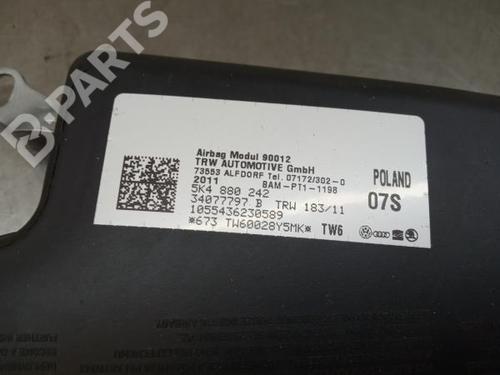 B-PARTS
Airbag Modul 90012
TRW AUTOMOTIVE GmbH
73553 ALFDORF Tel. 07172/302-0
2011 BAM-PT1-1198
5K4 880 242
34077797 B TRW 183/11
1055436230589
*673 TW60028Y5MK* TW6
POLAND
07S